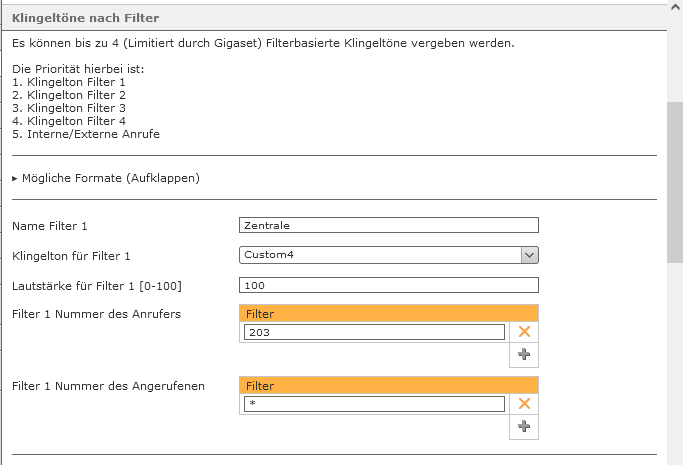 Klingeltöne nach Filter
Es können bis zu 4 (Limitiert durch Gigaset) Filterbasierte Klingeltöne vergeben werden.
Die Priorität hierbei ist:
1. Klingelton Filter 1
2. Klingelton Filter 2
3. Klingelton Filter 3
4. Klingelton Filter 4
5. Interne/Externe Anrufe
▸ Mögliche Formate (Aufklappen)
Name Filter 1 Zentrale
Klingelton für Filter 1 Custom4
Lautstärke für Filter 1 [0-100] 100
Filter 1 Nummer des Anrufers Filter
203
Filter 1 Nummer des Angerufenen Filter
*